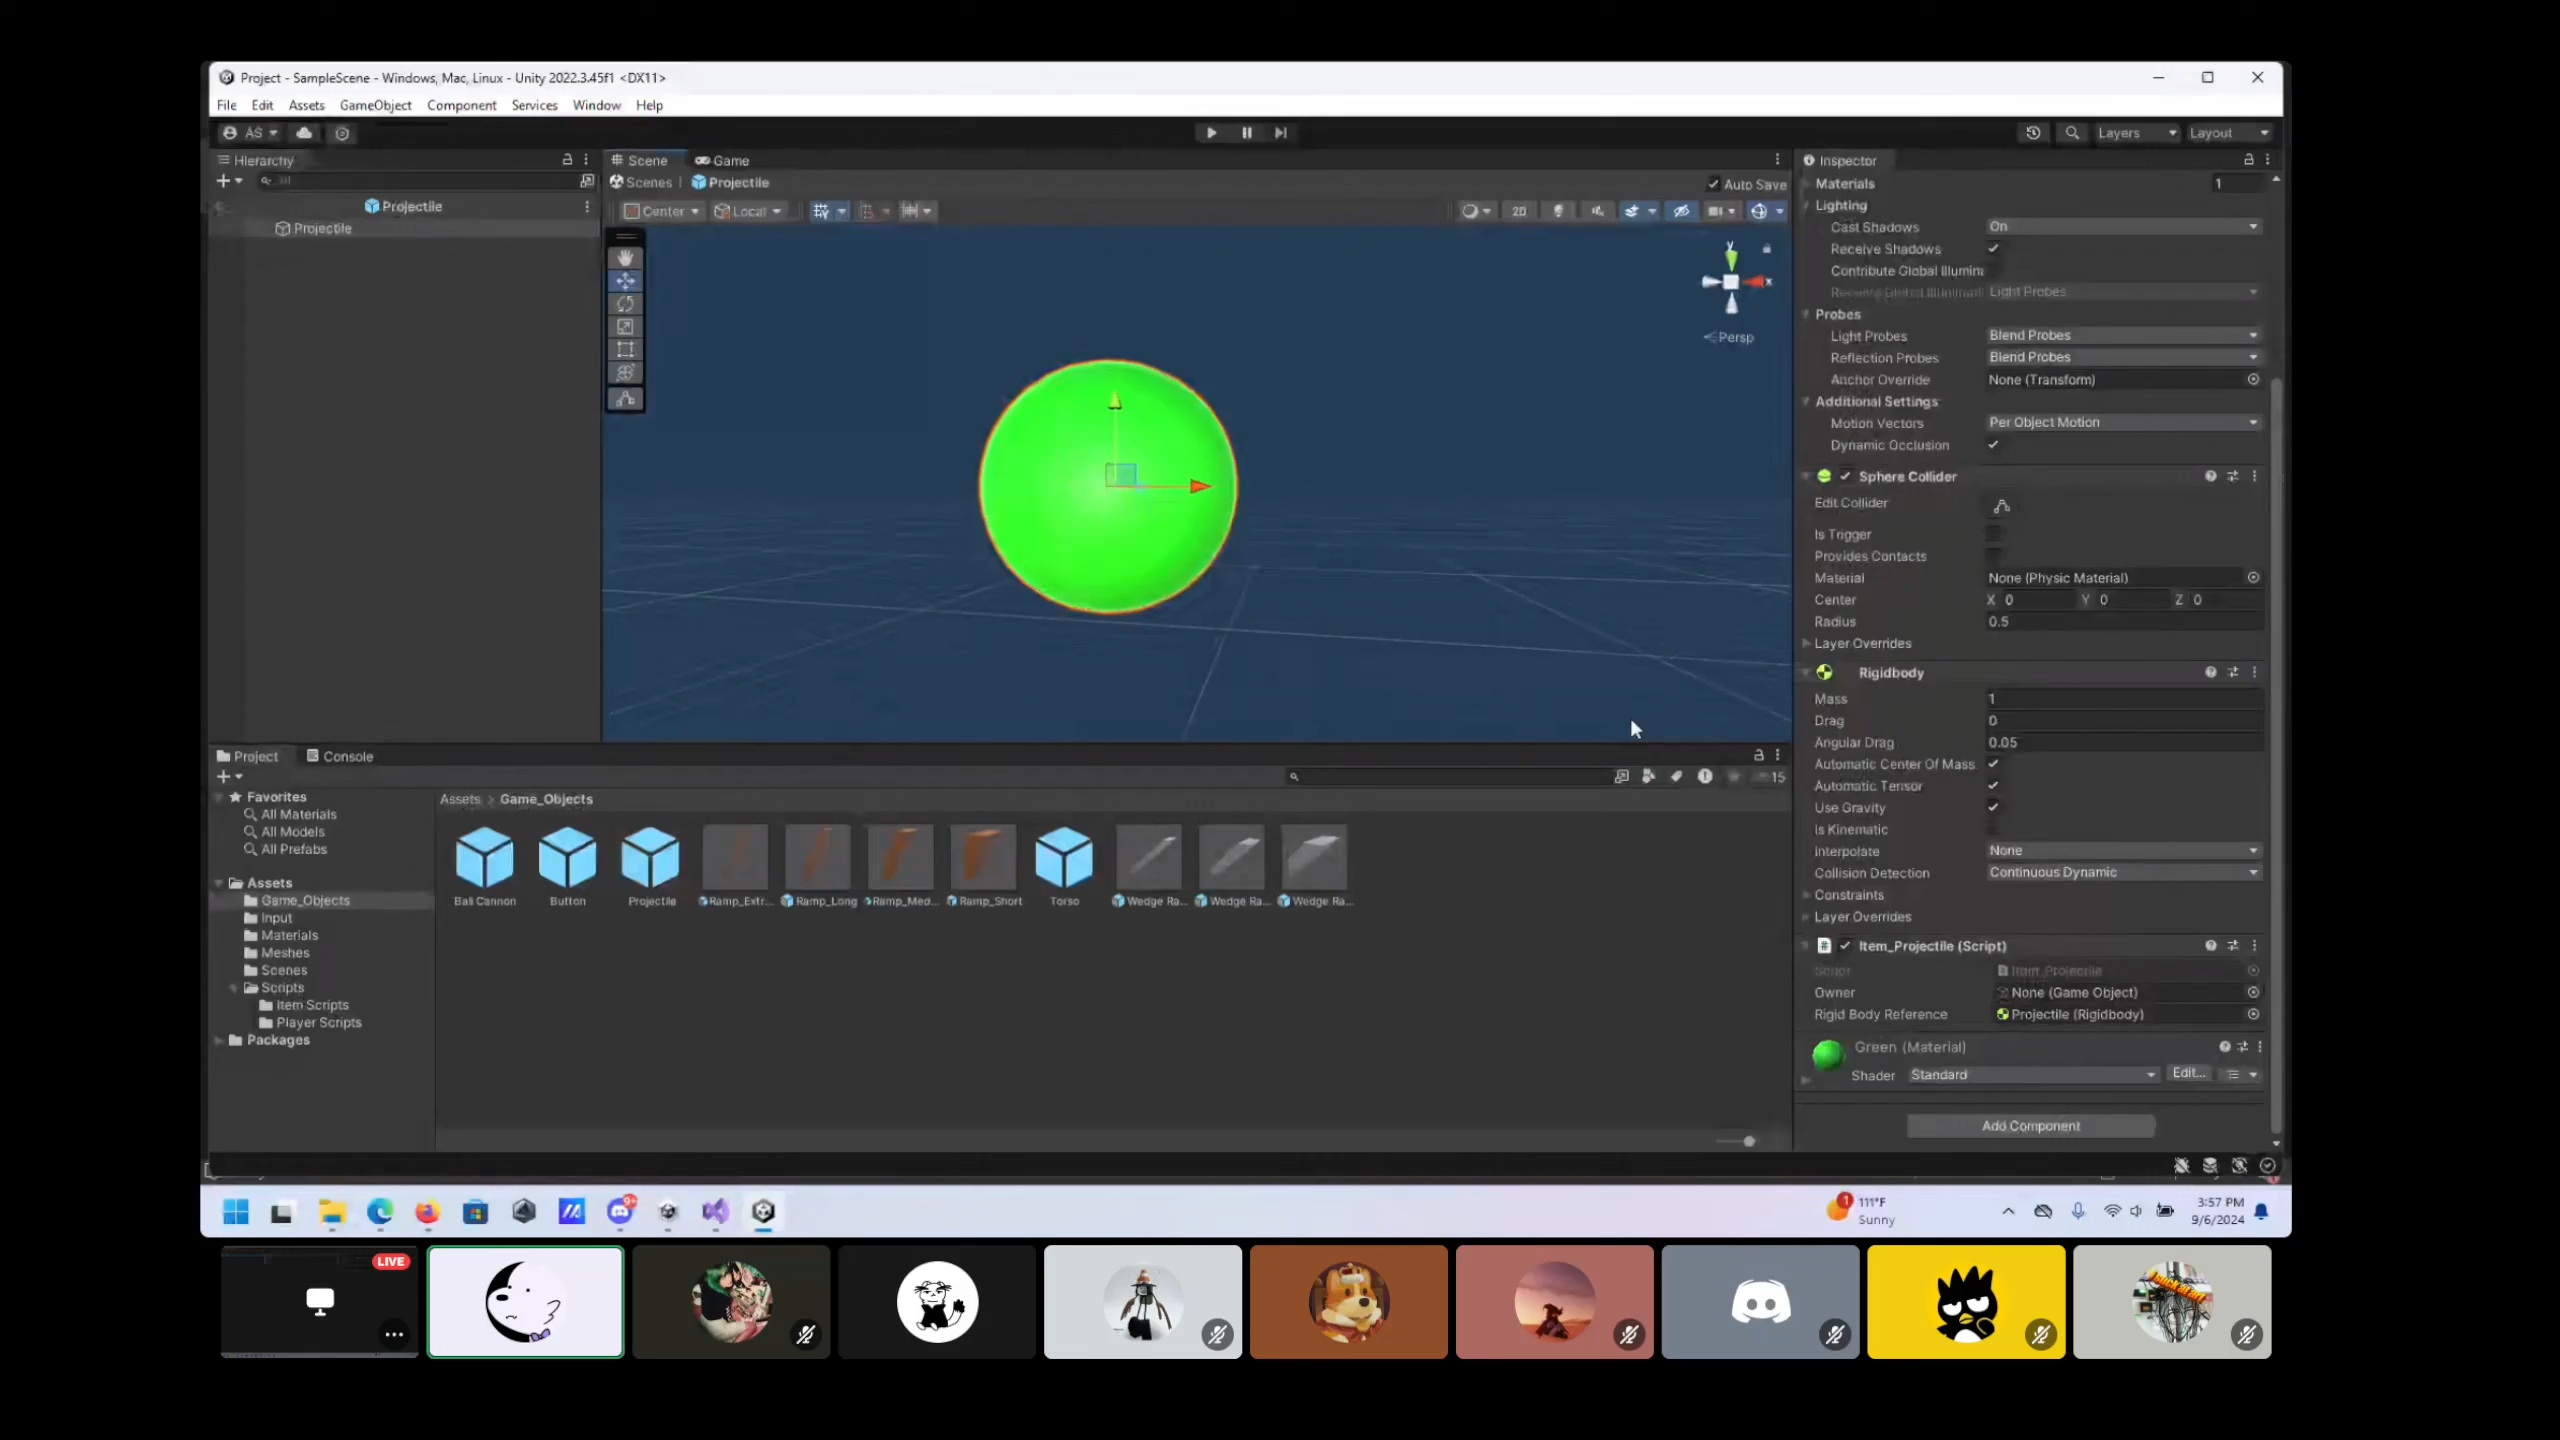 Project - SampleScene - Windows, Mac, Linux - Unity 2022.3.45f1 <DX11>
File Edit Assets GameObject Component Services Window Help
AS Layers Layout
Hierarchy
Projectile
Projectile
Scene Game
Scenes Projectile Auto Save
Center Local 2D
y
x
Persp
Inspector
Materials 1
Lighting
Cast Shadows On
Receive Shadows
Contribute Global Illumina
Light Probes
Probes
Light Probes Blend Probes
Reflection Probes Blend Probes
Anchor Override None (Transform)
Additional Settings
Motion Vectors Per Object Motion
Dynamic Occlusion
Sphere Collider
Edit Collider
Is Trigger
Provides Contacts
Material None (Physic Material)
Center X 0 Y 0 Z 0
Radius 0.5
Layer Overrides
Rigidbody
Mass 1
Drag 0
Angular Drag 0.05
Automatic Center Of Mass
Automatic Tensor
Use Gravity
Is Kinematic
Interpolate None
Collision Detection Continuous Dynamic
Constraints
Layer Overrides
# Item_Projectile (Script)
Script Item_Projectile
Owner None (Game Object)
Rigid Body Reference Projectile (Rigidbody)
Green (Material)
Shader Standard Edit...
Add Component
Project Console
15
Favorites
All Materials
All Models
All Prefabs
Assets
Game_Objects
Input
Materials
Meshes
Scenes
Scripts
Item Scripts
Player Scripts
Packages
Assets > Game_Objects
Ball Cannon Button Projectile Ramp_Extr... Ramp_Long Ramp_Med... Ramp_Short Torso Wedge Ra... Wedge Ra... Wedge Ra...
1 111°F
Sunny
3:57 PM
9/6/2024
LIVE